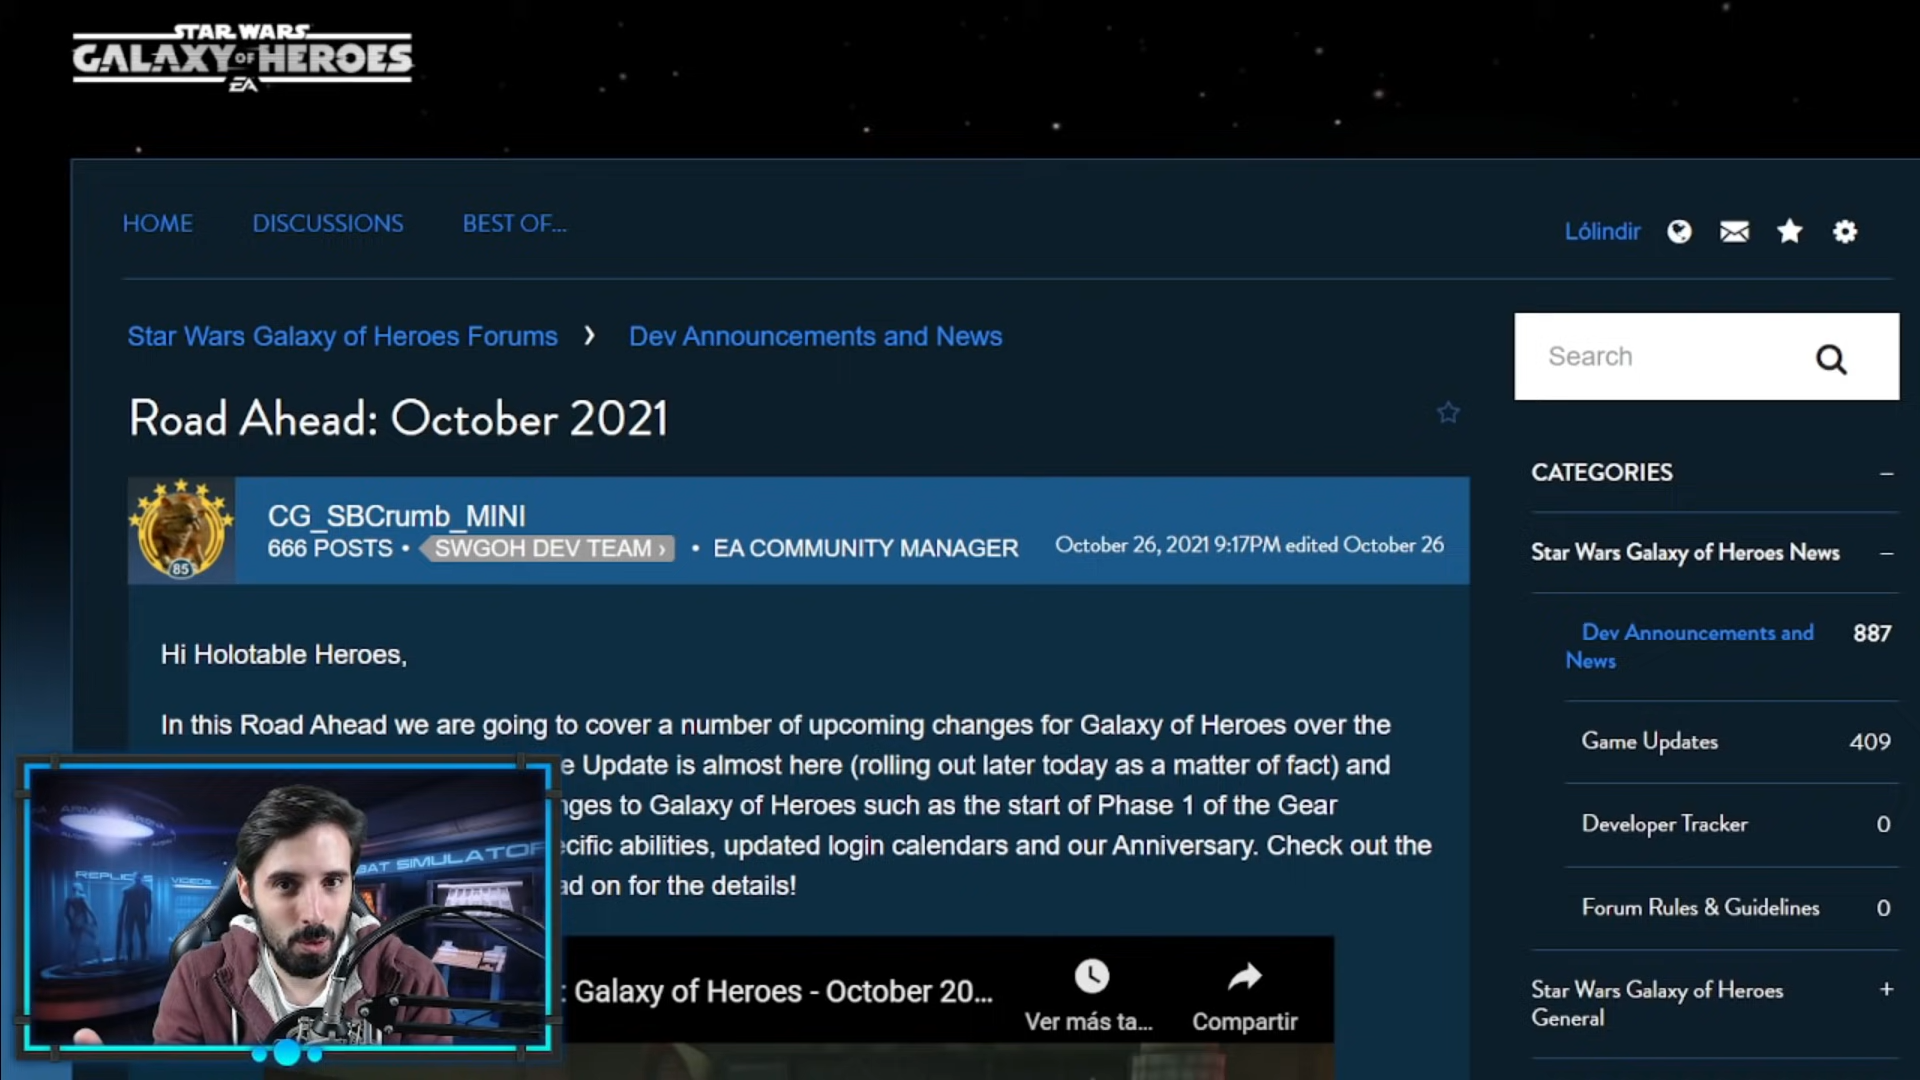 STAR WARS
GALAXY OF HEROES
EA
HOME DISCUSSIONS BEST OF...
Lólindir
Star Wars Galaxy of Heroes Forums › Dev Announcements and News
Search
Road Ahead: October 2021
CG_SBCrumb_MINI
666 POSTS • SWGOH DEV TEAM › • EA COMMUNITY MANAGER
October 26, 2021 9:17PM edited October 26
85
Hi Holotable Heroes,
In this Road Ahead we are going to cover a number of upcoming changes for Galaxy of Heroes over the
e Update is almost here (rolling out later today as a matter of fact) and
nges to Galaxy of Heroes such as the start of Phase 1 of the Gear
ecific abilities, updated login calendars and our Anniversary. Check out the
ad on for the details!
: Galaxy of Heroes - October 20...
Ver más ta...
Compartir
CATEGORIES –
Star Wars Galaxy of Heroes News –
Dev Announcements and 887
News
Game Updates 409
Developer Tracker 0
Forum Rules & Guidelines 0
Star Wars Galaxy of Heroes +
General
REPLICAS
VIDEOS
BAT SIMULATOR